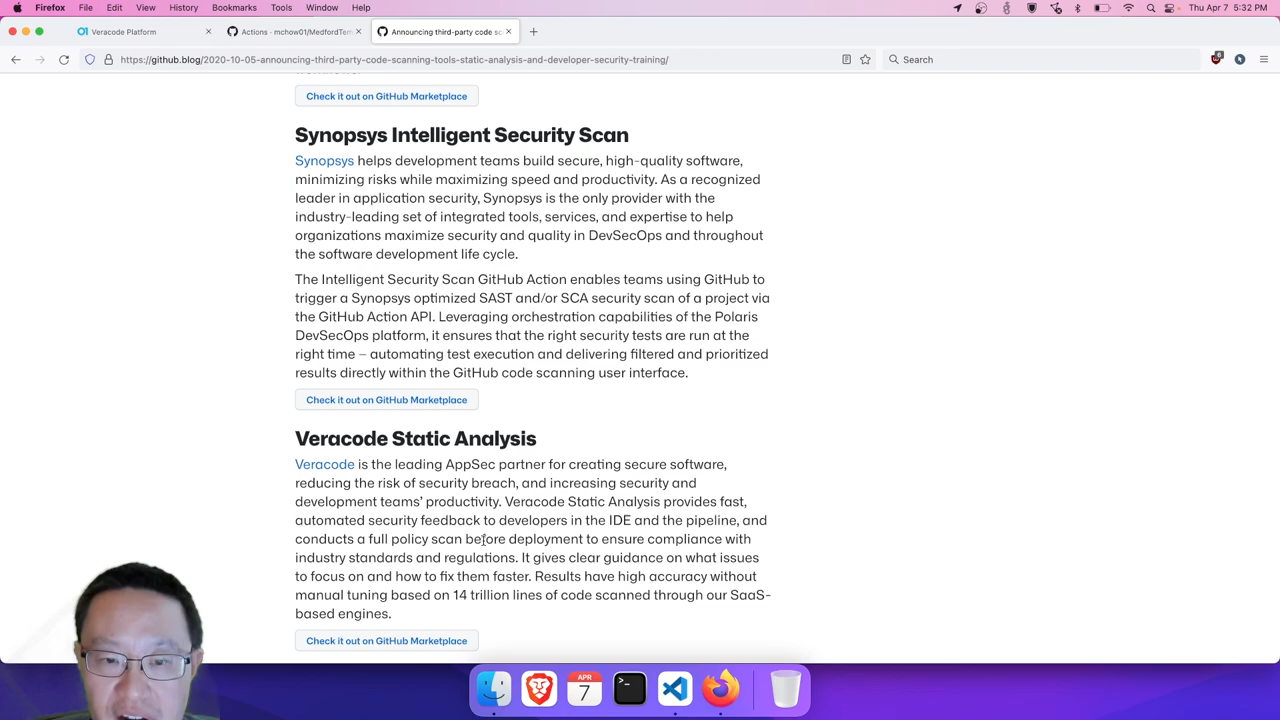 Firefox File Edit View History Bookmarks Tools Window Help Thu Apr 7 5:32 PM
Veracode Platform Actions · mchow01/MedfordTem Announcing third-party code sc
https://github.blog/2020-10-05-announcing-third-party-code-scanning-tools-static-analysis-and-developer-security-training/ Search
Check it out on GitHub Marketplace
Synopsys Intelligent Security Scan
Synopsys helps development teams build secure, high-quality software,
minimizing risks while maximizing speed and productivity. As a recognized
leader in application security, Synopsys is the only provider with the
industry-leading set of integrated tools, services, and expertise to help
organizations maximize security and quality in DevSecOps and throughout
the software development life cycle.
The Intelligent Security Scan GitHub Action enables teams using GitHub to
trigger a Synopsys optimized SAST and/or SCA security scan of a project via
the GitHub Action API. Leveraging orchestration capabilities of the Polaris
DevSecOps platform, it ensures that the right security tests are run at the
right time – automating test execution and delivering filtered and prioritized
results directly within the GitHub code scanning user interface.
Check it out on GitHub Marketplace
Veracode Static Analysis
Veracode is the leading AppSec partner for creating secure software,
reducing the risk of security breach, and increasing security and
development teams' productivity. Veracode Static Analysis provides fast,
automated security feedback to developers in the IDE and the pipeline, and
conducts a full policy scan before deployment to ensure compliance with
industry standards and regulations. It gives clear guidance on what issues
to focus on and how to fix them faster. Results have high accuracy without
manual tuning based on 14 trillion lines of code scanned through our SaaS-
based engines.
Check it out on GitHub Marketplace
APR
7